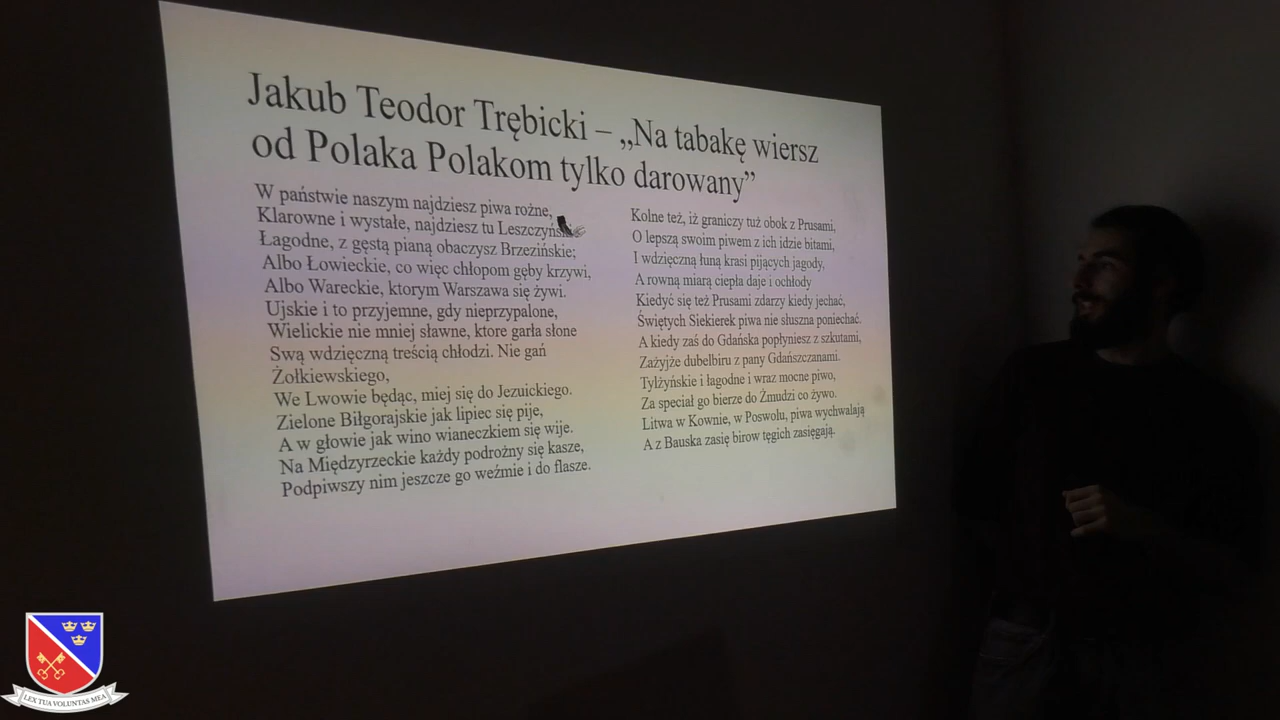 Jakub Teodor Trębicki – „Na tabakę wiersz
od Polaka Polakom tylko darowany”
W państwie naszym najdziesz piwa rożne,
Klarowne i wystałe, najdziesz tu
Łagodne, z gęstą pianą obaczysz Brzezińskie;
Albo Łowieckie, co więc chłopom gęby krzywi,
Albo Wareckie, ktorym Warszawa się żywi.
Ujskie i to przyjemne, gdy nieprzypalone,
Wielickie nie mniej sławne, ktore garła słone
Swą wdzięczną treścią chłodzi. Nie gań
Żołkiewskiego,
We Lwowie będąc, miej się do Jezuickiego.
Zielone Biłgorajskie jak lipiec się pije,
A w głowie jak wino wianeczkiem się wije.
Na Międzyrzeckie każdy podrożny się kasze,
Podpiwszy nim jeszcze go weźmie i do flasze.
Kolne też, iż graniczy tuż obok z Prusami,
O lepszą swoim piwem z ich idzie bitami,
I wdzięczną łuną krasi pijących jagody,
A rowną miarą ciepła daje i ochłody
Kiedyć się też Prusami zdarzy kiedy jechać,
Świętych Siekierek piwa nie słuszna poniechać.
A kiedy zaś do Gdańska popłyniesz z szkutami,
Zażyjże dubelbiru z pany Gdańszczanami.
Tylżyńskie i łagodne i wraz mocne piwo,
Za speciał go bierze do Żmudzi co żywo.
Litwa w Kownie, w Poswołu, piwa wychwalają
A z Bauska zasię birow tęgich zasięgają.
LEX TUA VOLUNTAS MEA